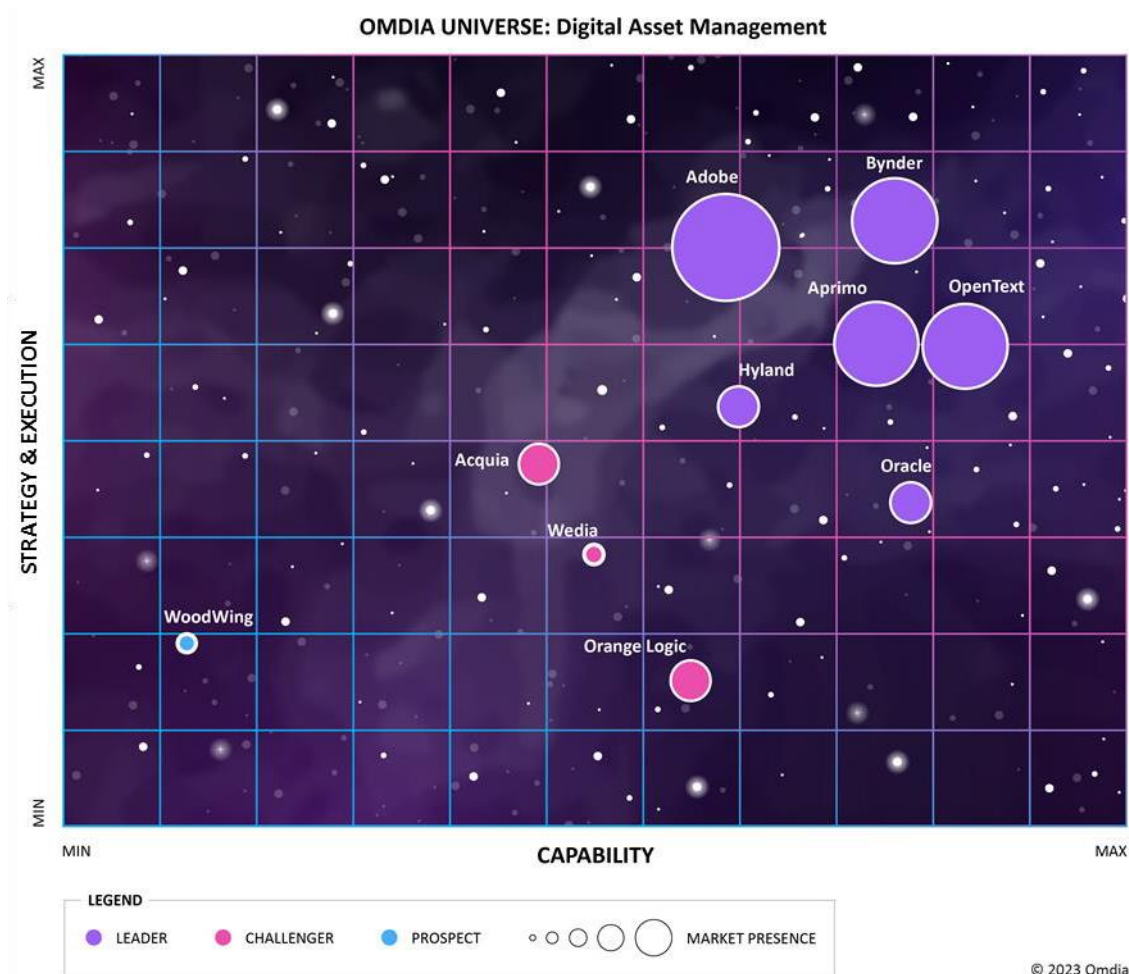 OMDIA UNIVERSE: Digital Asset Management
MAX
STRATEGY & EXECUTION
MIN
Bynder
Adobe
Aprimo
OpenText
Hyland
Acquia
Oracle
Wedia
WoodWing
Orange Logic
MIN
CAPABILITY
MAX
LEGEND
LEADER
CHALLENGER
PROSPECT
MARKET PRESENCE
© 2023 Omdia